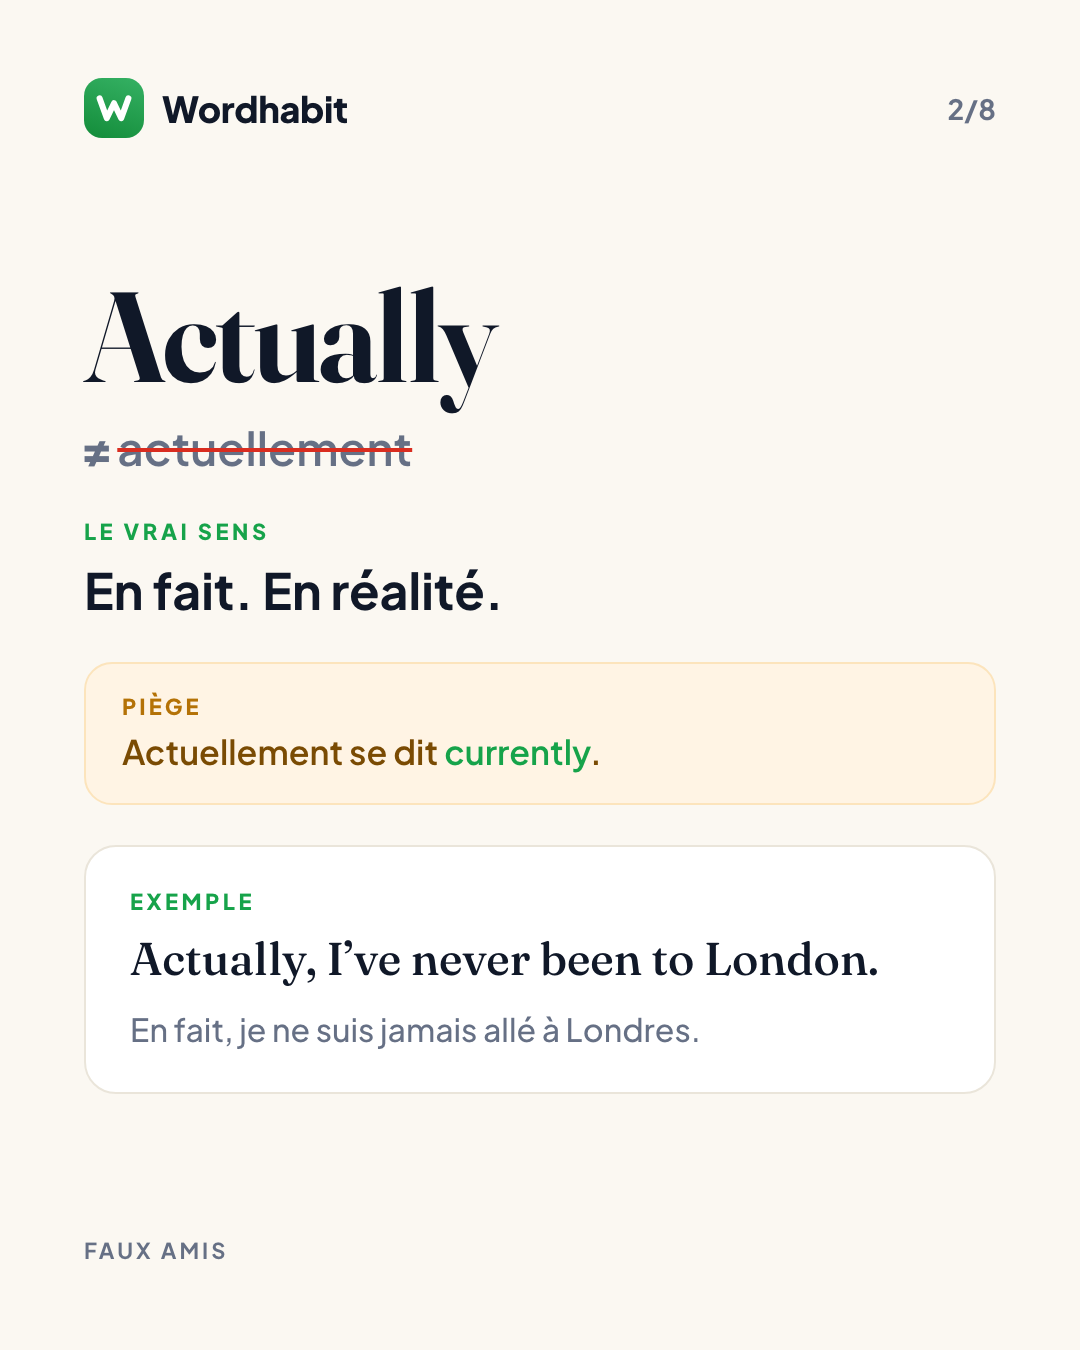 Wordhabit
2/8
Actually
≠ actuellement
LE VRAI SENS
En fait. En réalité.
PIÈGE
Actuellement se dit currently.
EXEMPLE
Actually, I’ve never been to London.
En fait, je ne suis jamais allé à Londres.
FAUX AMIS